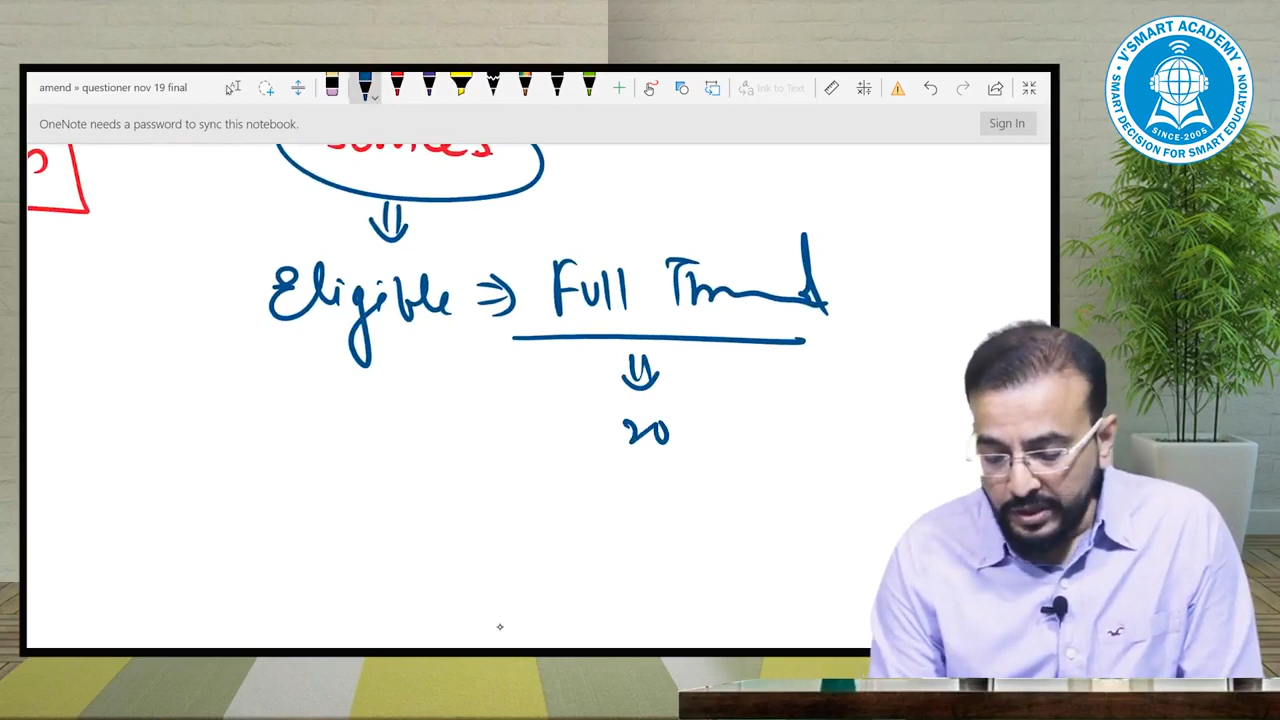 V'SMART ACADEMY
SMART DECISION FOR SMART EDUCATION
SINCE-2005
amend » questioner nov 19 final
Ink to Text
OneNote needs a password to sync this notebook.
Sign In
Eligible ⇒ Full
20